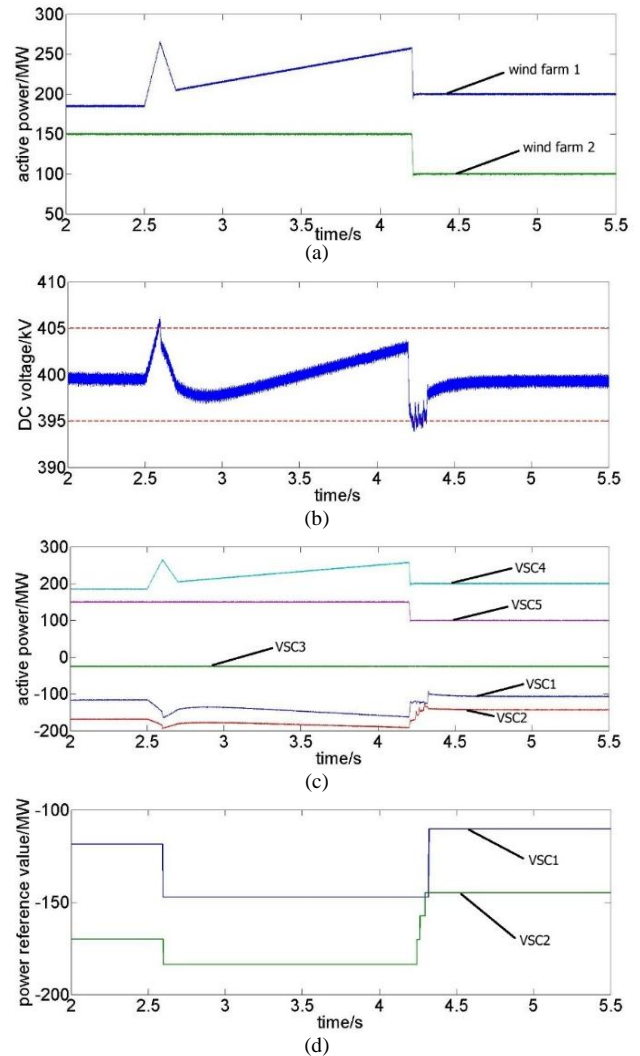 300
250
200
150
100
50
active power/MW
wind farm 1
wind farm 2
2 2.5 3 3.5 4 4.5 5 5.5
time/s
(a)
410
405
400
395
390
DC voltage/kV
2 2.5 3 3.5 4 4.5 5 5.5
time/s
(b)
300
200
100
0
-100
-200
active power/MW
VSC4
VSC5
VSC3
VSC1
VSC2
2 2.5 3 3.5 4 4.5 5 5.5
time/s
(c)
-100
-150
-200
power reference value/MW
VSC1
VSC2
2 2.5 3 3.5 4 4.5 5 5.5
time/s
(d)